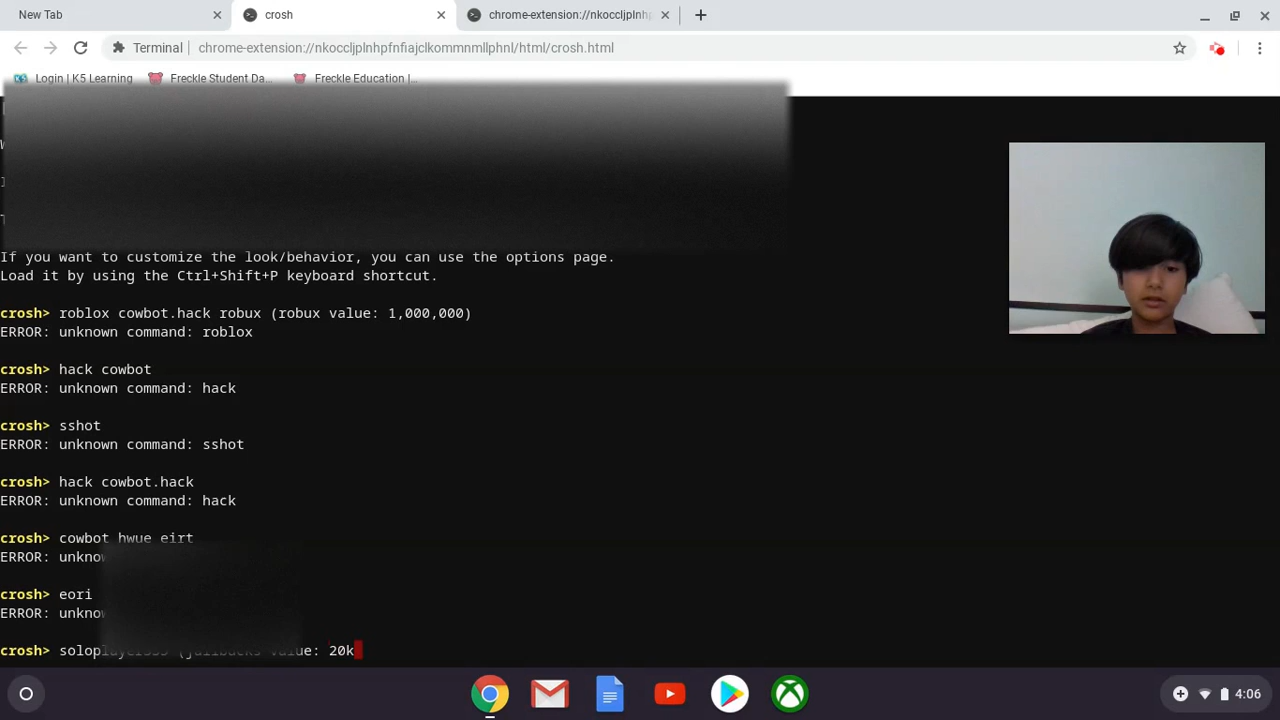 New Tab
crosh
chrome-extension://nkoccljplnhp
Terminal
chrome-extension://nkoccljplnhpfnfiajclkommnmllphnl/html/crosh.html
Login | K5 Learning
Freckle Student Da...
Freckle Education |...
If you want to customize the look/behavior, you can use the options page.
Load it by using the Ctrl+Shift+P keyboard shortcut.
crosh> roblox cowbot.hack robux (robux value: 1,000,000)
ERROR: unknown command: roblox
crosh> hack cowbot
ERROR: unknown command: hack
crosh> sshot
ERROR: unknown command: sshot
crosh> hack cowbot.hack
ERROR: unknown command: hack
crosh> cowbot hwue eirt
ERROR:
crosh> eori
ERROR:
crosh> value: 20k
4:06